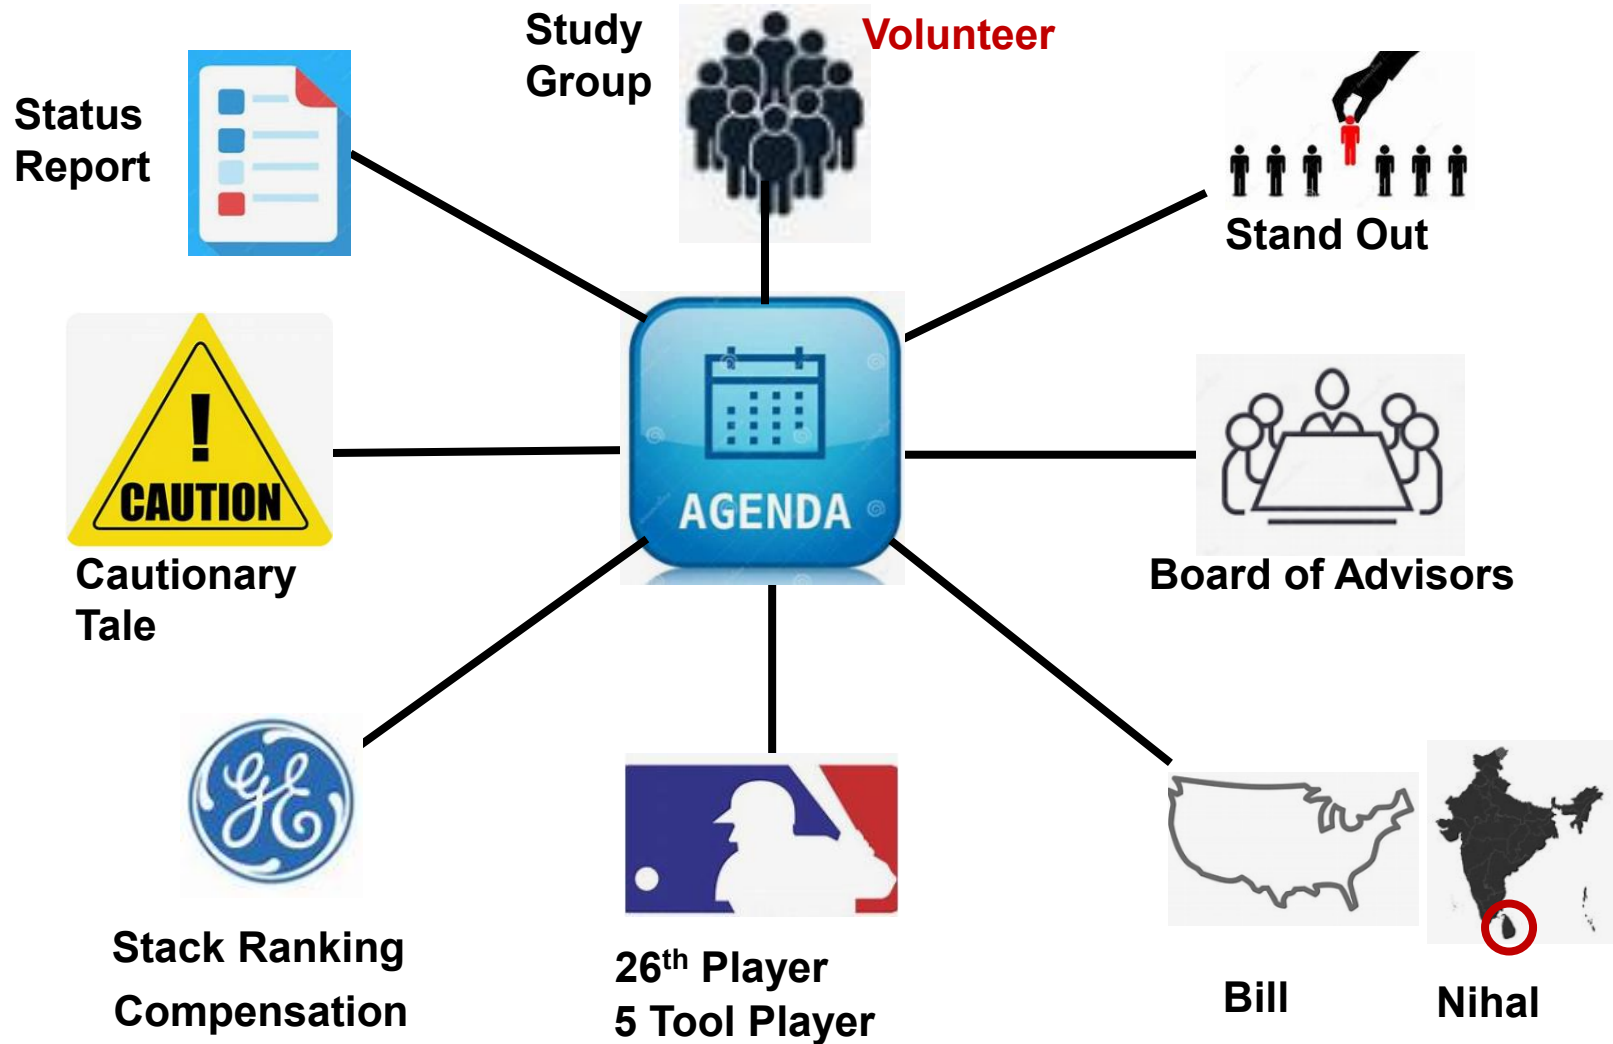 Study
Group
Volunteer
Status
Report
Stand Out
!
CAUTION
AGENDA
Cautionary
Tale
Board of Advisors
GE
Stack Ranking
Compensation
26th Player
5 Tool Player
Bill
Nihal